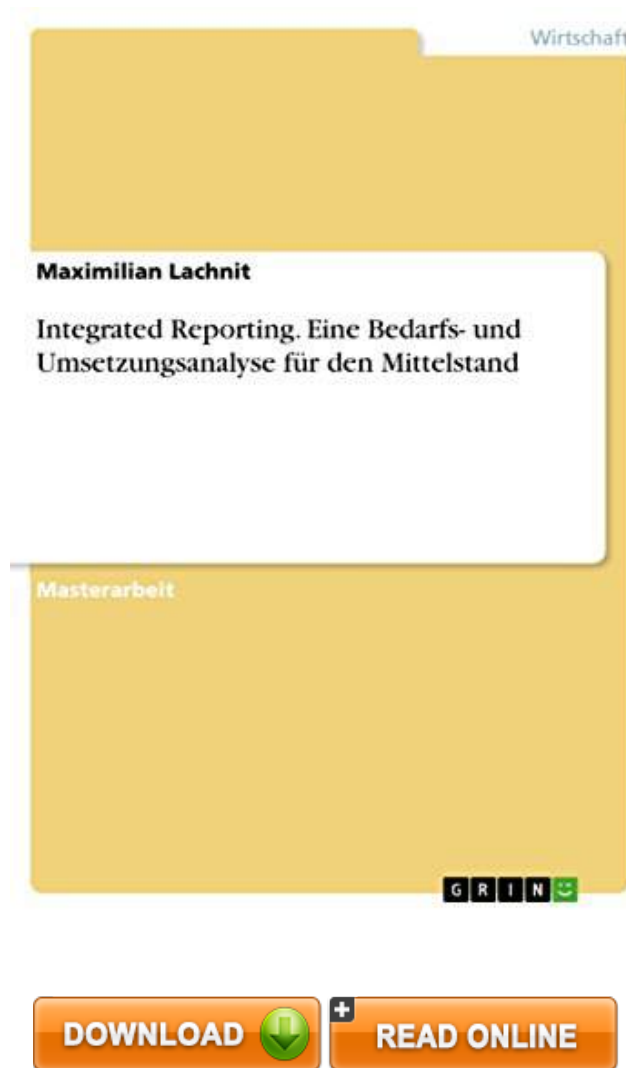 Wirtschaft
Maximilian Lachnit
Integrated Reporting. Eine Bedarfs- und
Umsetzungsanalyse für den Mittelstand
Masterarbeit
GRIN
DOWNLOAD
READ ONLINE